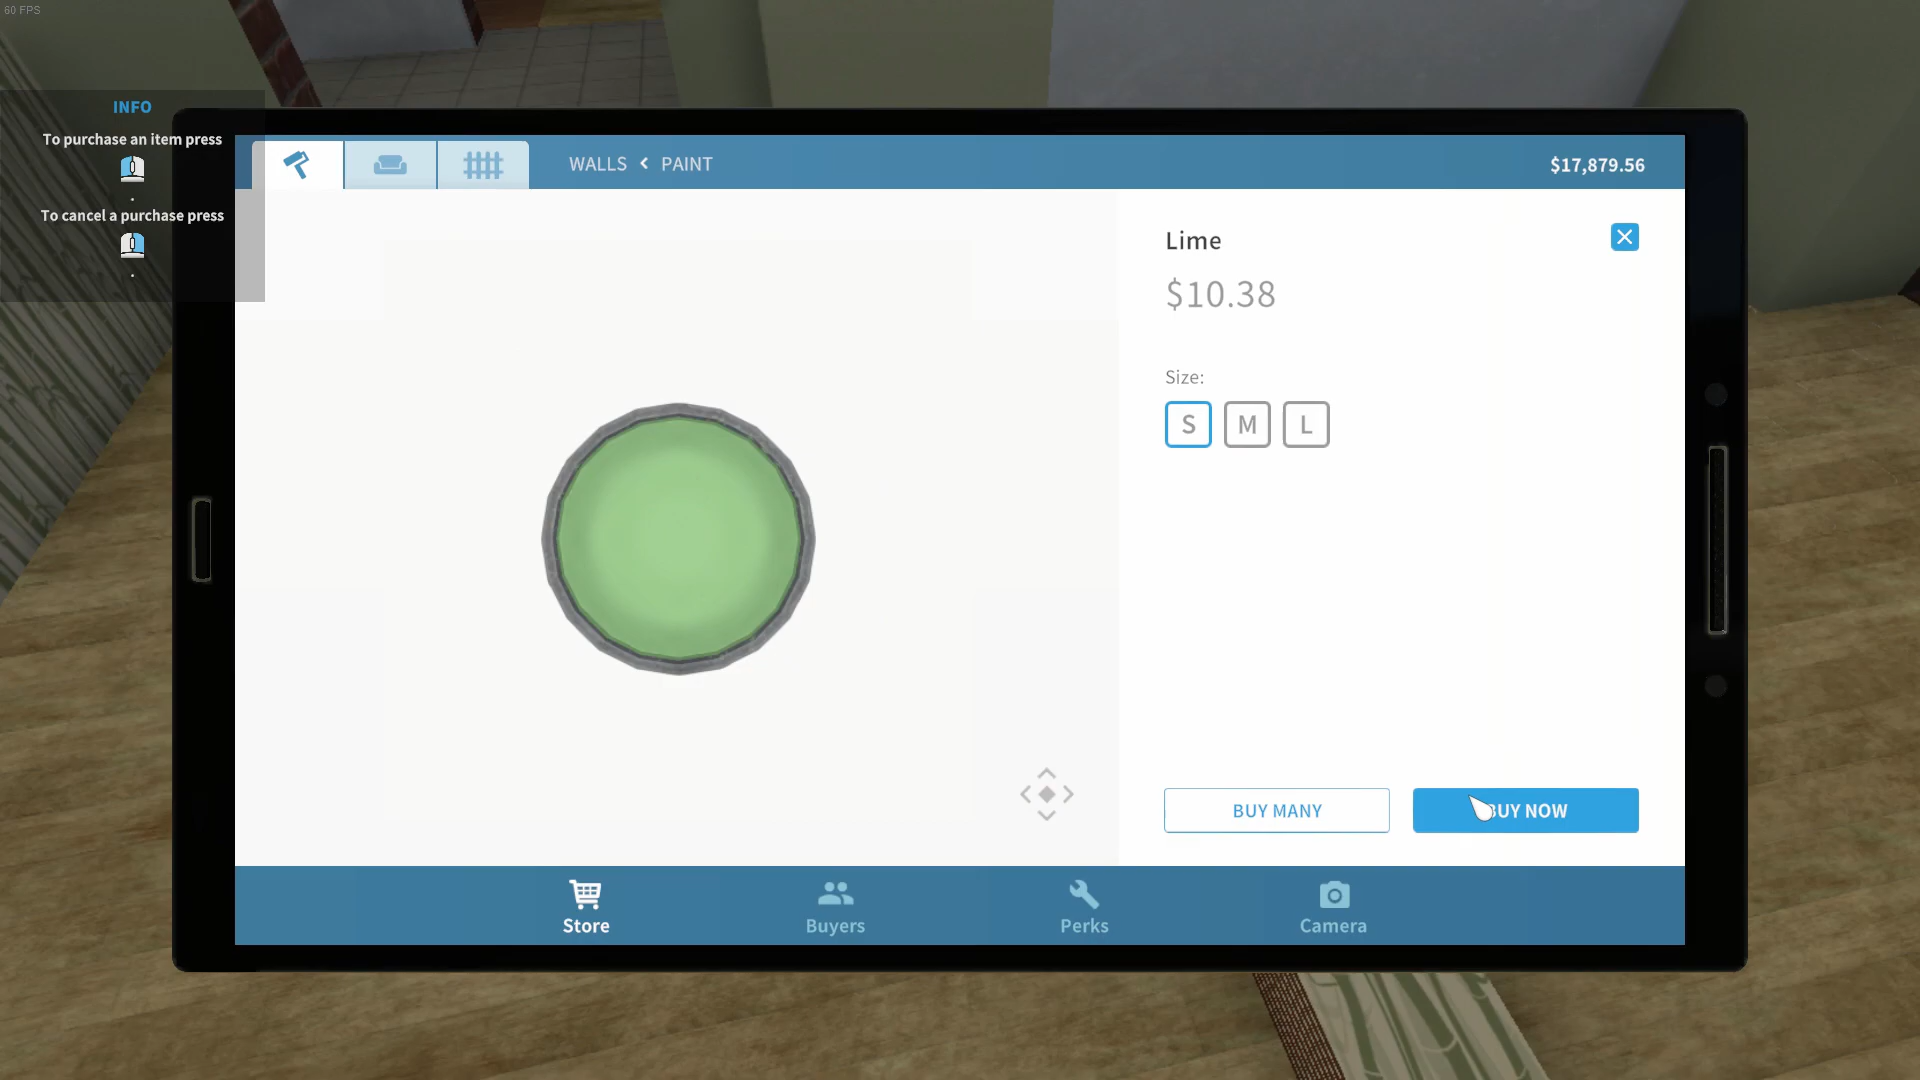 60 FPS
INFO
To purchase an item press
.
To cancel a purchase press
.
WALLS < PAINT
$17,879.56
Lime
$10.38
Size:
S M L
BUY MANY
BUY NOW
Store
Buyers
Perks
Camera